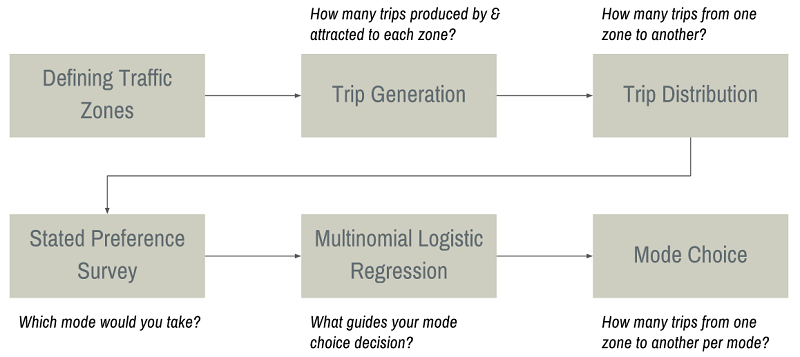 How many trips produced by &
attracted to each zone?
How many trips from one
zone to another?
Defining Traffic
Zones
Trip Generation
Trip Distribution
Stated Preference
Survey
Multinomial Logistic
Regression
Mode Choice
Which mode would you take?
What guides your mode
choice decision?
How many trips from one
zone to another per mode?